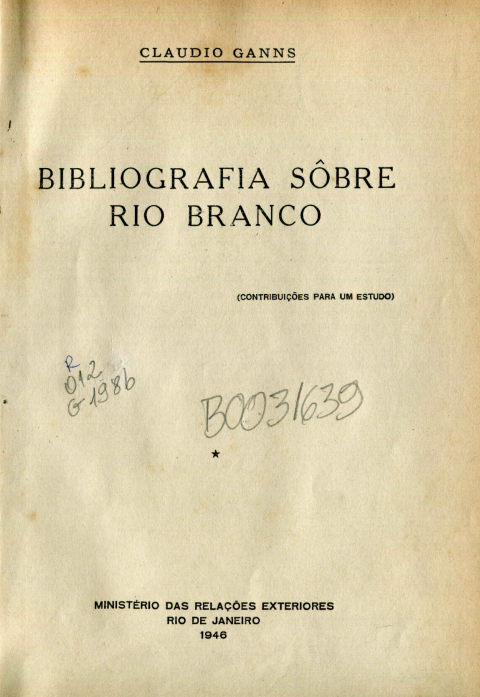 CLAUDIO GANNS
BIBLIOGRAFIA SÔBRE
RIO BRANCO
(CONTRIBUIÇÕES PARA UM ESTUDO)
R
012
G198b
B0031639
MINISTÉRIO DAS RELAÇÕES EXTERIORES
RIO DE JANEIRO
1946